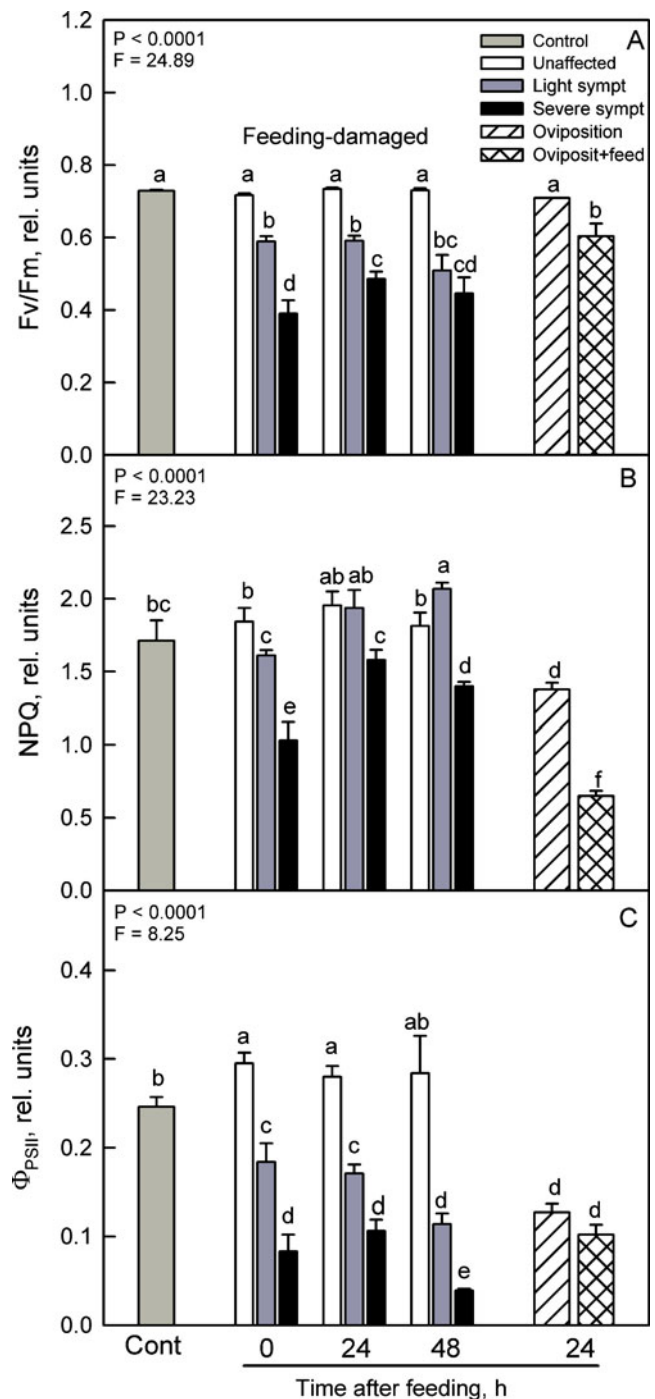 1.2
P < 0.0001
F = 24.89
A
Control
Unaffected
Light sympt
Severe sympt
Oviposition
Oviposit+feed
1.0
Feeding-damaged
0.8
a a a a a
b b bc cd b
d c
0.6
0.4
0.2
0.0
Fv/Fm, rel. units
P < 0.0001
F = 23.23
B
2.5
2.0
1.5
1.0
0.5
0.0
bc b c e ab ab c b a d d f
NPQ, rel. units
P < 0.0001
F = 8.25
C
0.4
0.3
0.2
0.1
0.0
b a c d a c d ab d e d d
ΦPSII, rel. units
Cont 0 24 48 24
Time after feeding, h